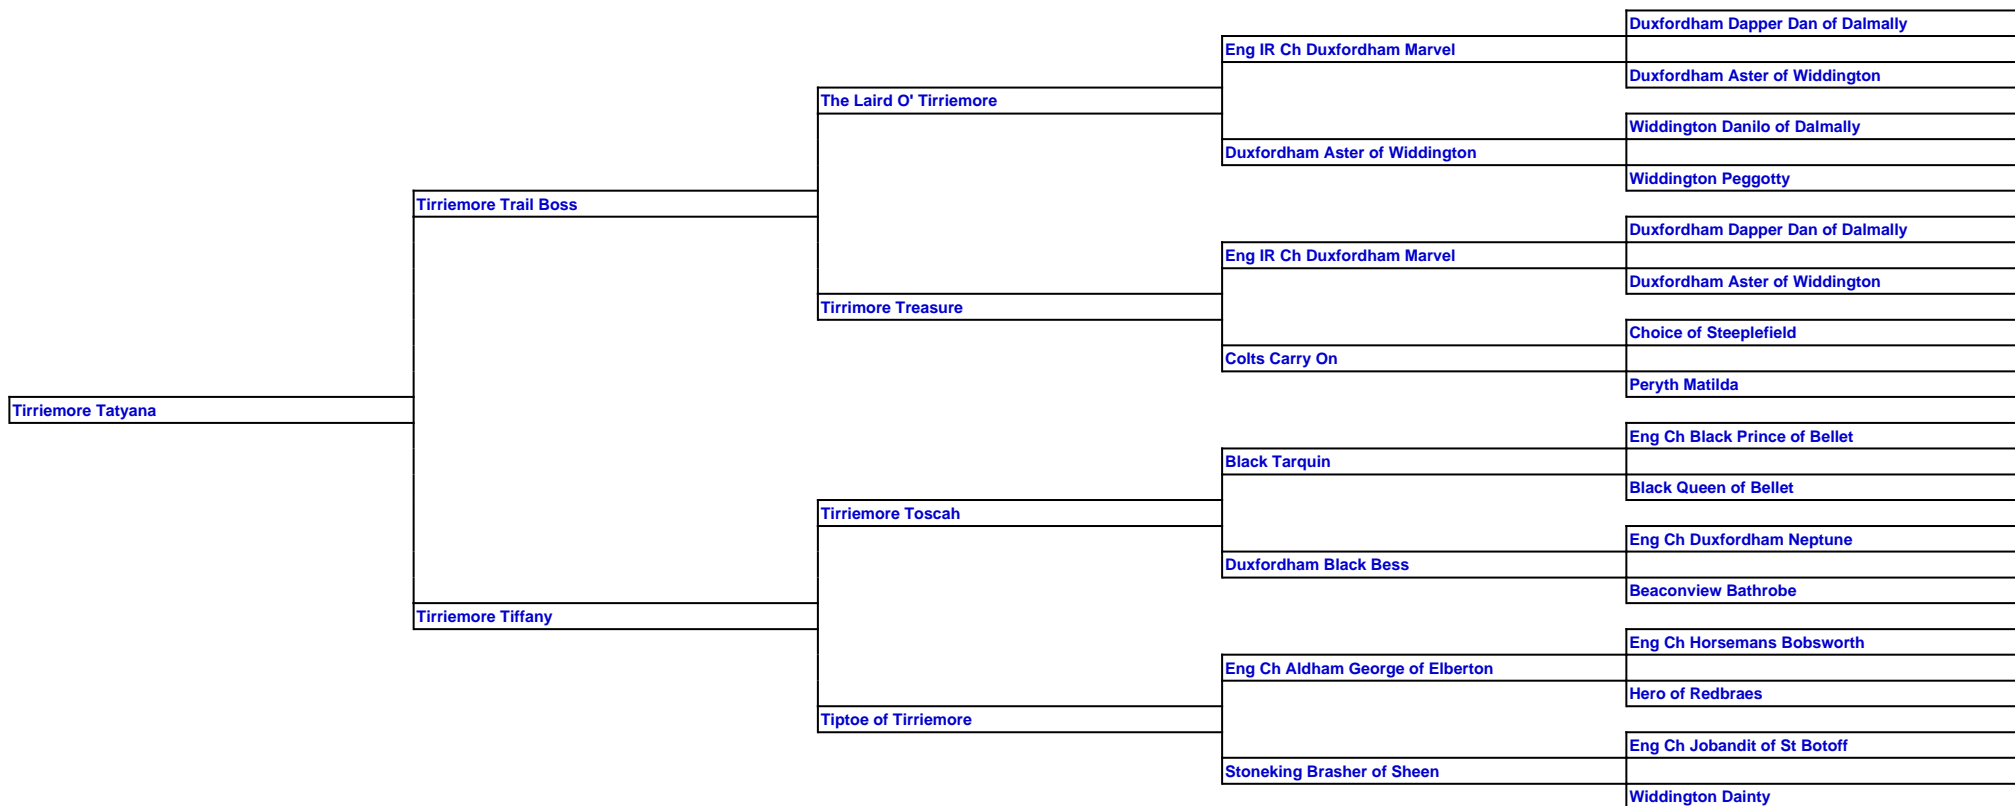 Duxfordham Dapper Dan of Dalmally
Eng IR Ch Duxfordham Marvel
Duxfordham Aster of Widdington
The Laird O' Tirriemore
Widdington Danilo of Dalmally
Duxfordham Aster of Widdington
Widdington Peggotty
Tirriemore Trail Boss
Duxfordham Dapper Dan of Dalmally
Eng IR Ch Duxfordham Marvel
Duxfordham Aster of Widdington
Tirrimore Treasure
Choice of Steeplefield
Colts Carry On
Peryth Matilda
Tirriemore Tatyana
Eng Ch Black Prince of Bellet
Black Tarquin
Black Queen of Bellet
Tirriemore Toscah
Eng Ch Duxfordham Neptune
Duxfordham Black Bess
Beaconview Bathrobe
Tirriemore Tiffany
Eng Ch Horsemans Bobsworth
Eng Ch Aldham George of Elberton
Hero of Redbraes
Tiptoe of Tirriemore
Eng Ch Jobandit of St Botoff
Stoneking Brasher of Sheen
Widdington Dainty